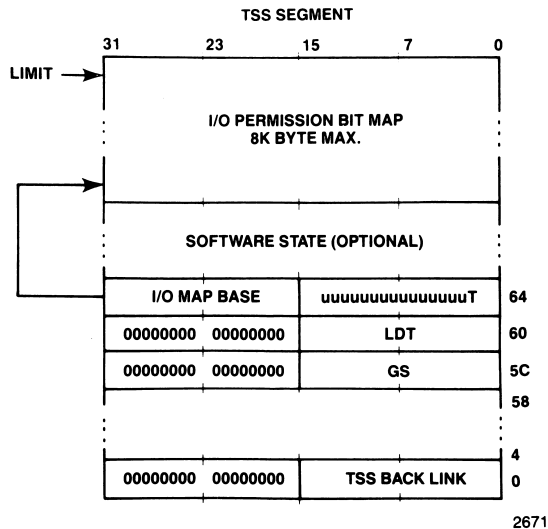 TSS SEGMENT
31 23 15 7 0
LIMIT
I/O PERMISSION BIT MAP
8K BYTE MAX.
SOFTWARE STATE (OPTIONAL)
I/O MAP BASE uuuuuuuuuuuuuuuT 64
00000000 00000000 LDT 60
00000000 00000000 GS 5C
58
4
00000000 00000000 TSS BACK LINK 0
2671